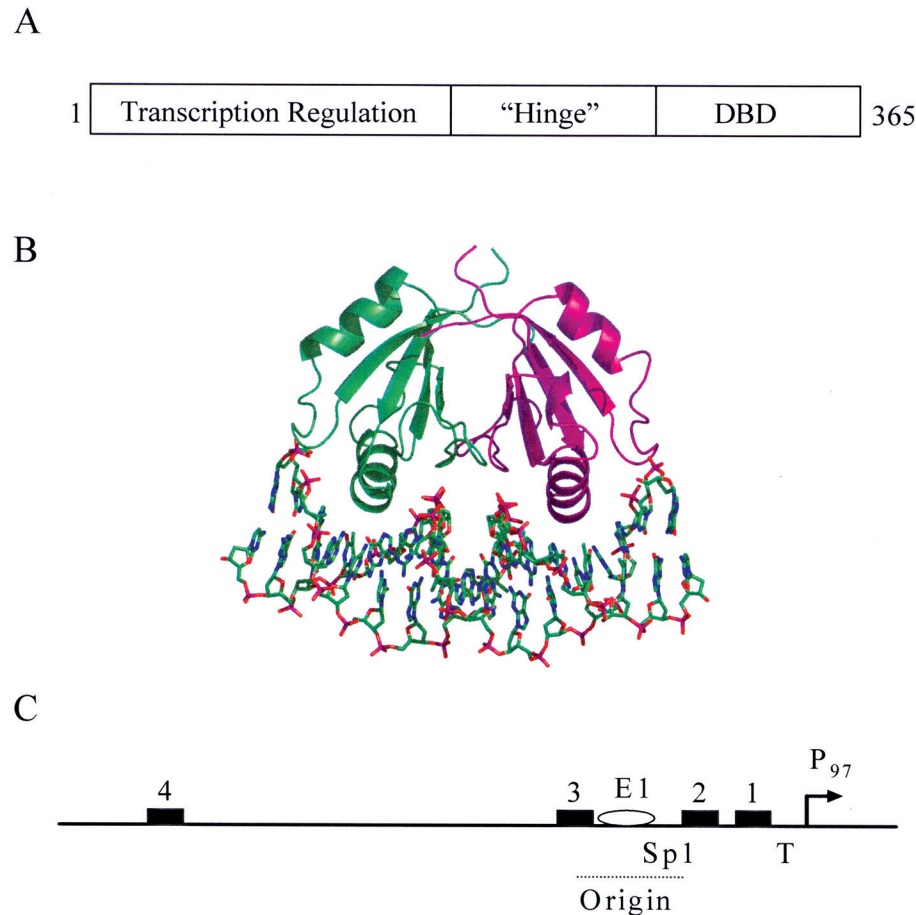 A
1 Transcription Regulation “Hinge” DBD 365
B
C
P97
4 3 E1 2 1
Sp1 T
Origin